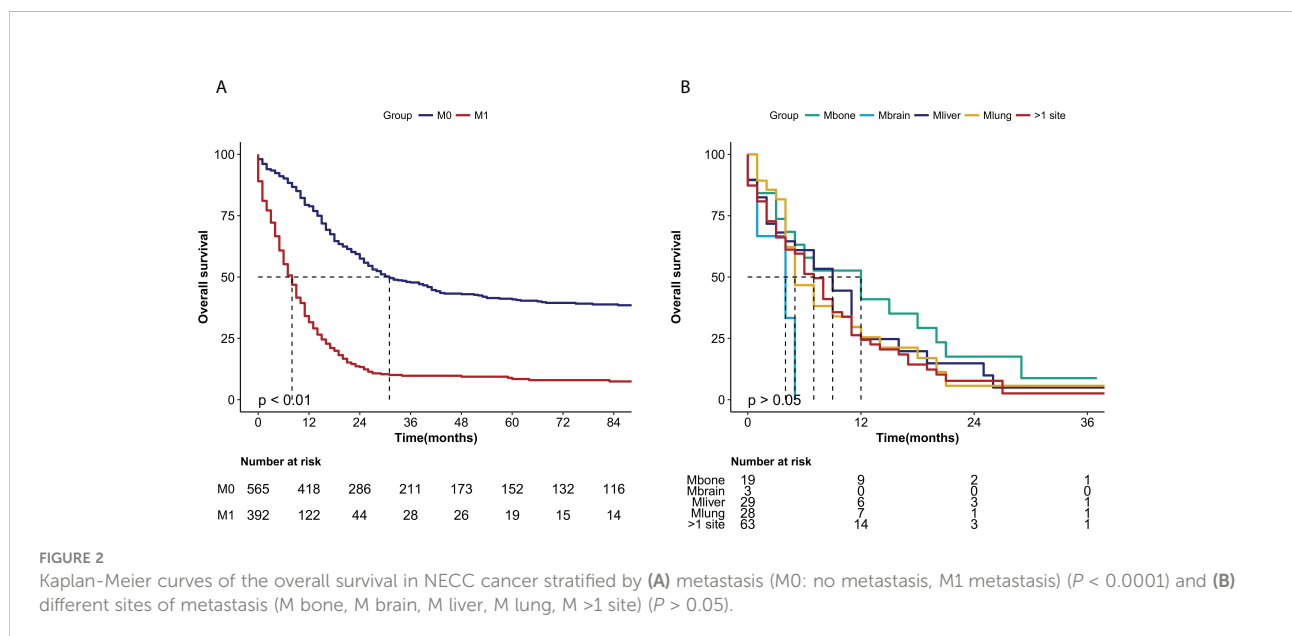 A
B
Group M0 M1
Group Mbone Mbrain Mliver Mlung >1 site
Overall survival
100
75
50
25
0
p < 0.01
0 12 24 36 48 60 72 84
Time(months)
Overall survival
100
75
50
25
0
p > 0.05
0 12 24 36
Time(months)
Number at risk
M0 565 418 286 211 173 152 132 116
M1 392 122 44 28 26 19 15 14
Number at risk
Mbone 19 9 2 1
Mbrain 3 0 0 0
Mliver 29 6 3 1
Mlung 28 7 1 1
>1 site 63 14 3 1
FIGURE 2
Kaplan-Meier curves of the overall survival in NECC cancer stratified by (A) metastasis (M0: no metastasis, M1 metastasis) (P < 0.0001) and (B)
different sites of metastasis (M bone, M brain, M liver, M lung, M >1 site) (P > 0.05).